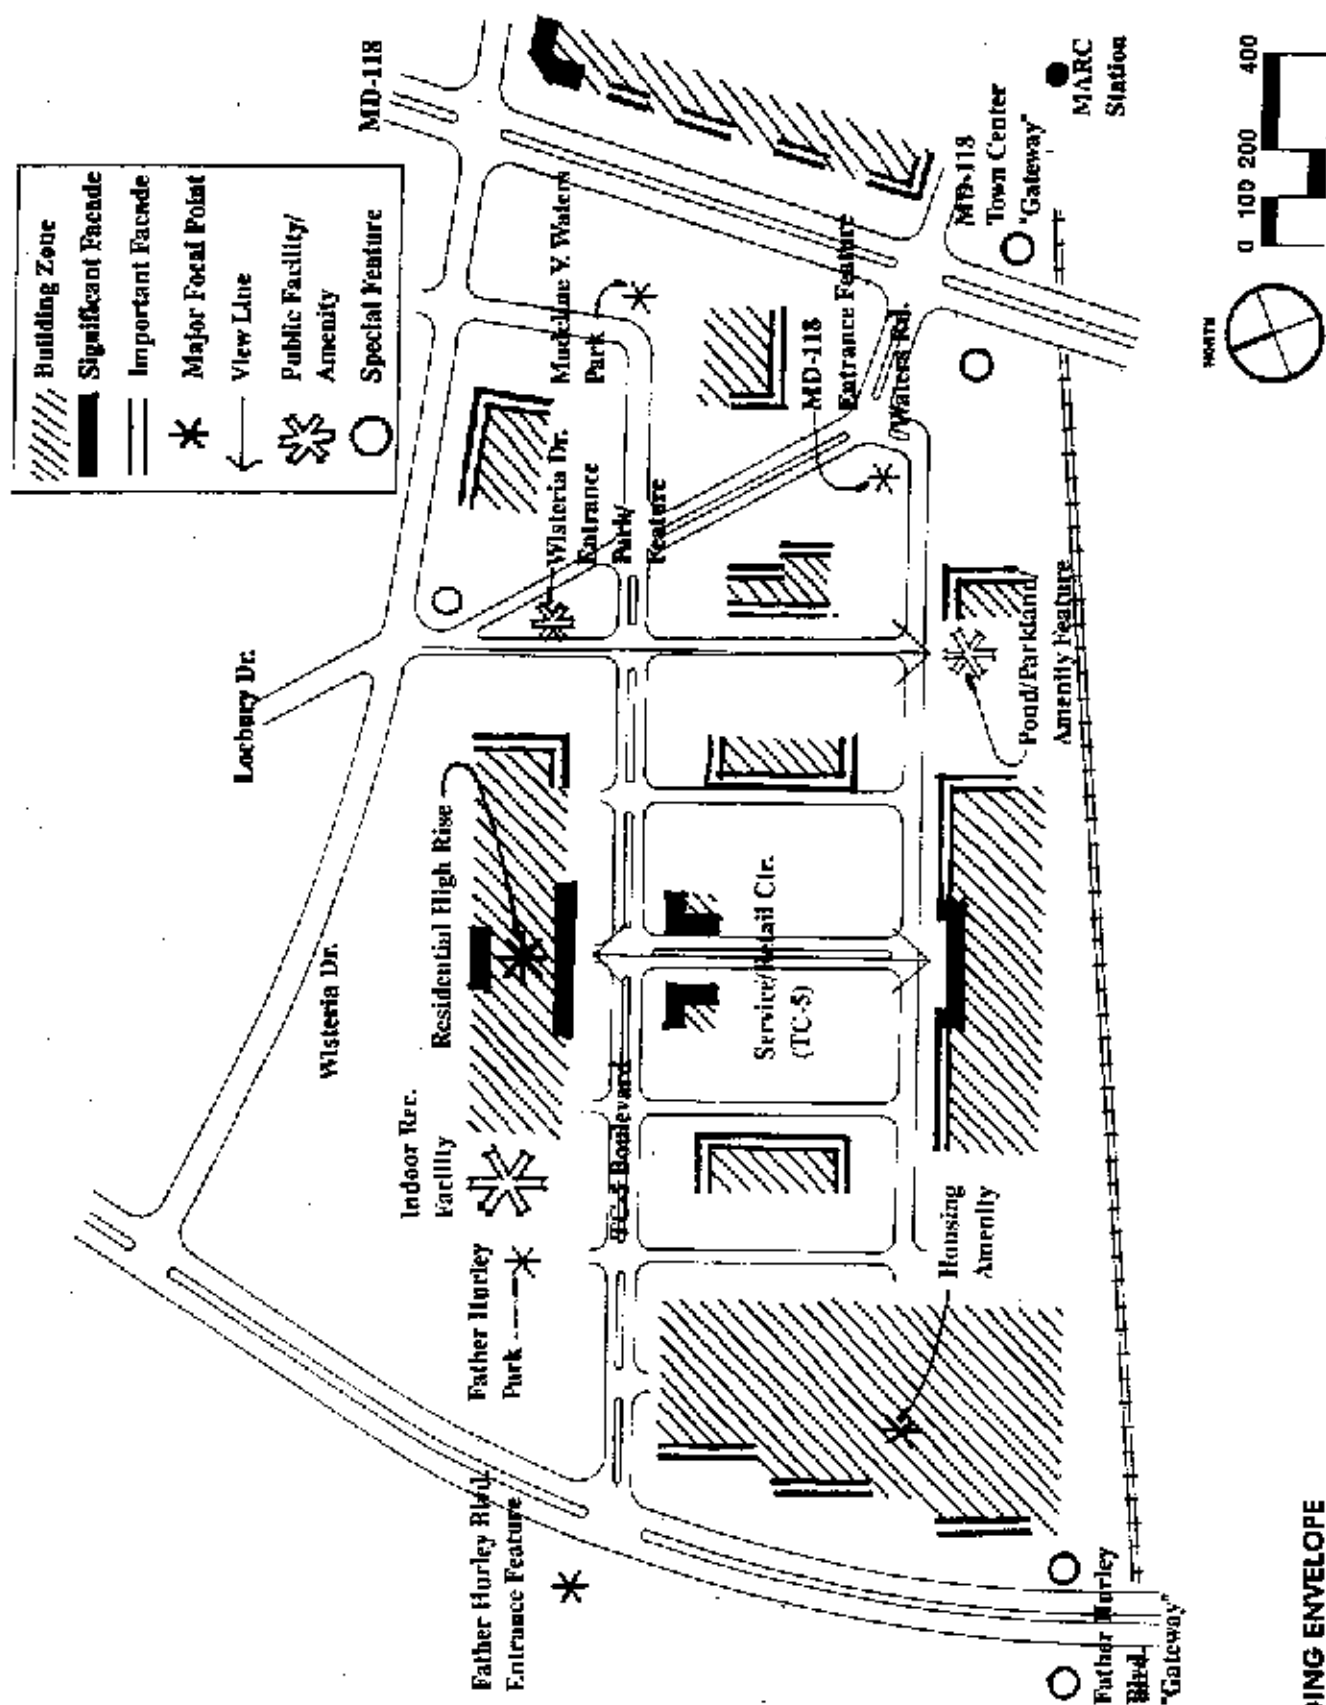 Building Zone
Significant Facade
Important Facade
Major Focal Point
View Line
Public Facility/
Amenity
Special Feature
MD-118
Locbury Dr.
Wisteria Dr.
Father Hurley Blvd.
Entrance Feature
Father Hurley
Park
Indoor Rec.
Facility
Residential High Rise
Wisteria Dr.
Entrance
Park/
Feature
Madeline V. Waters
Park
TC-5 Boulevard
Service/Retail Ctr.
(TC-5)
MD-118
Entrance Feature
Waters Rd.
MD-118
Town Center
"Gateway"
MARC
Station
Housing
Amenity
Pond/Parkland
Amenity Feature
Father Hurley
Blvd.
"Gateway"
NORTH
0 100 200 400
DING ENVELOPE